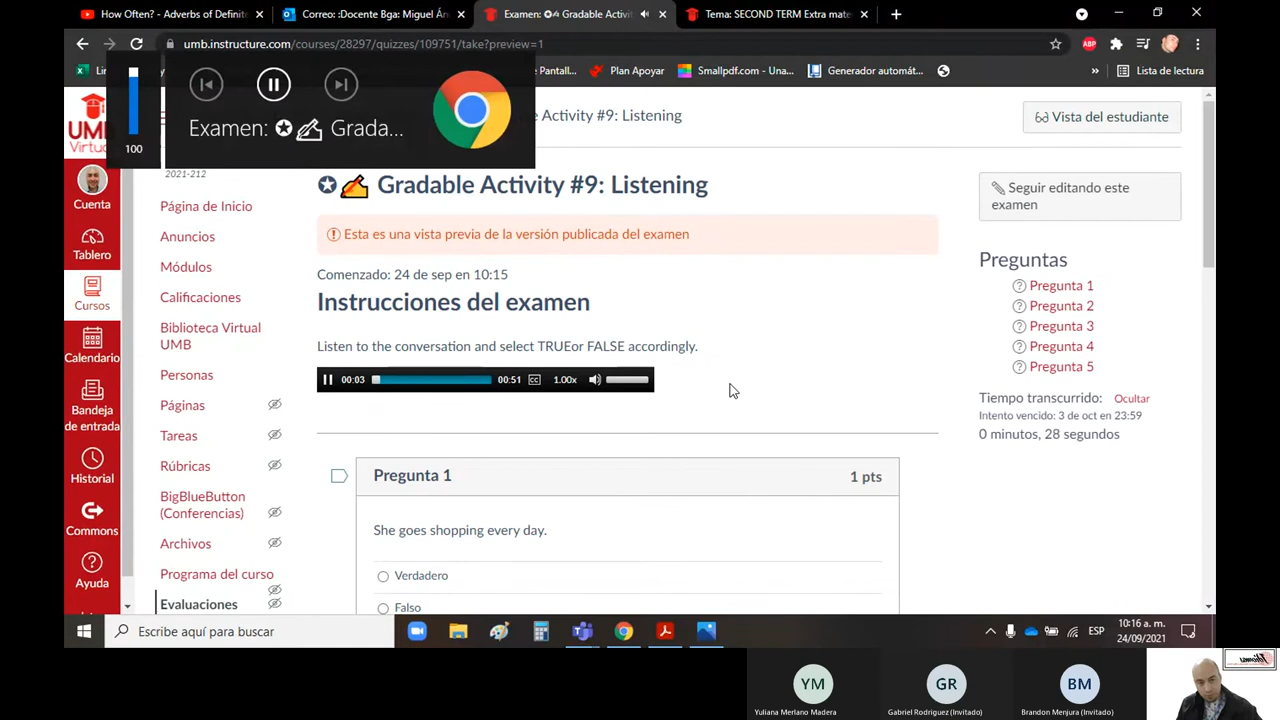 How Often? - Adverbs of Definite
Correo: :Docente Bga: Miguel Án
Examen: Gradable Activit
Tema: SECOND TERM Extra mate
umb.instructure.com/courses/28297/quizzes/109751/take?preview=1
ABP
Lin
Pantall...
Plan Apoyar
Smallpdf.com - Una...
Generador automát...
»
Lista de lectura
100
Examen: Grada...
UMB
Virtual
Activity #9: Listening
Vista del estudiante
2021-212
Gradable Activity #9: Listening
Seguir editando este
examen
Cuenta
Tablero
Cursos
Calendario
Bandeja
de entrada
Historial
Commons
Ayuda
Página de Inicio
Anuncios
Módulos
Calificaciones
Biblioteca Virtual
UMB
Personas
Páginas
Tareas
Rúbricas
BigBlueButton
(Conferencias)
Archivos
Programa del curso
Evaluaciones
Esta es una vista previa de la versión publicada del examen
Comenzado: 24 de sep en 10:15
Instrucciones del examen
Listen to the conversation and select TRUEor FALSE accordingly.
00:03
00:51
CC
1.00x
Pregunta 1
1 pts
She goes shopping every day.
Verdadero
Falso
Preguntas
Pregunta 1
Pregunta 2
Pregunta 3
Pregunta 4
Pregunta 5
Tiempo transcurrido: Ocultar
Intento vencido: 3 de oct en 23:59
0 minutos, 28 segundos
Escribe aquí para buscar
ESP
10:16 a. m.
24/09/2021
YM
Yuliana Merlano Madera
GR
Gabriel Rodriguez (Invitado)
BM
Brandon Menjura (Invitado)